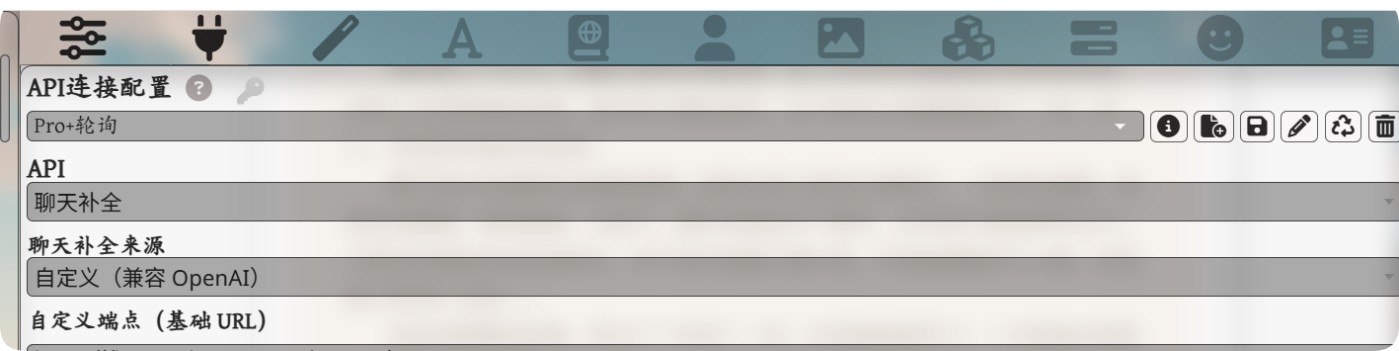 API连接配置
Pro+轮询
API
聊天补全
聊天补全来源
自定义（兼容 OpenAI）
自定义端点（基础 URL）